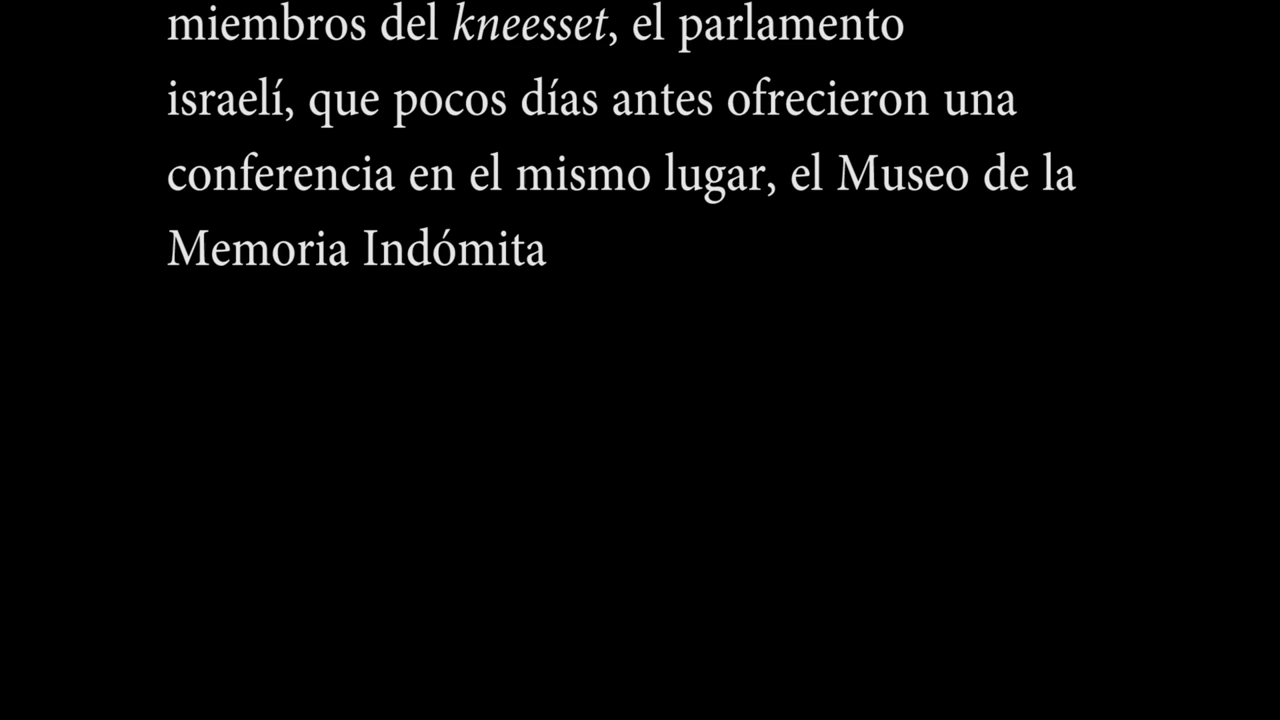 miembros del kneesset, el parlamento
israelí, que pocos días antes ofrecieron una
conferencia en el mismo lugar, el Museo de la
Memoria Indómita